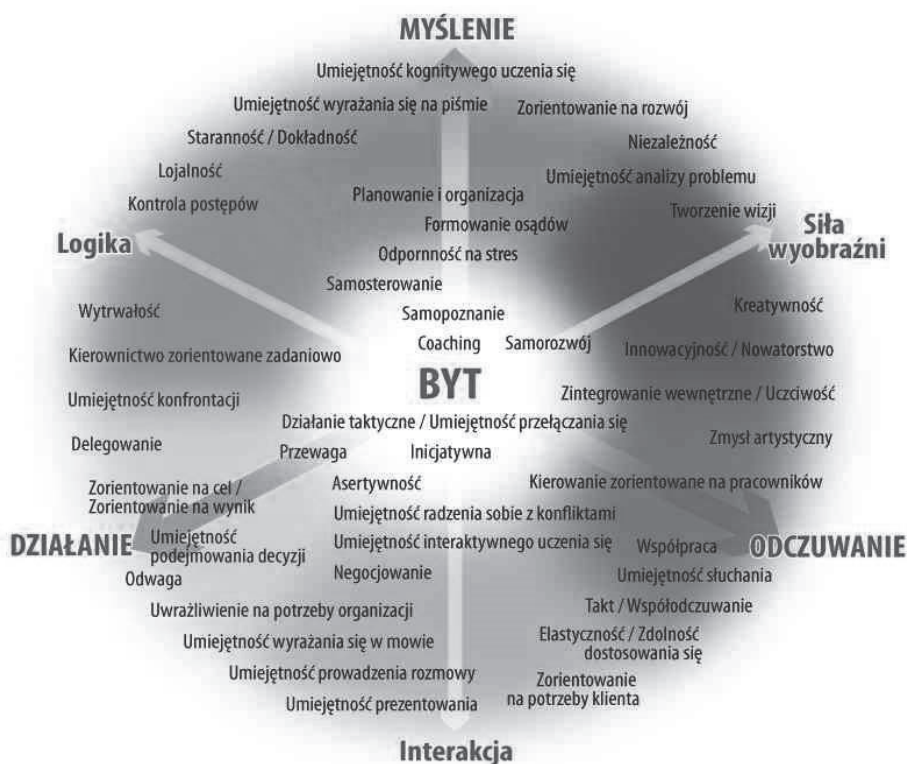 MYŚLENIE
Umiejętność kognitywego uczenia się
Umiejętność wyrażania się na piśmie
Zorientowanie na rozwój
Staranność / Dokładność
Niezależność
Lojalność
Umiejętność analizy problemu
Kontrola postępów
Planowanie i organizacja
Tworzenie wizji
Formowanie osądów
Siła
wyobraźni
Logika
Odpornność na stres
Samosterowanie
Wytrwałość
Samopoznanie
Kreatywność
Coaching
Samorozwój
Kierownictwo zorientowane zadaniowo
Innowacyjność / Nowatorstwo
BYT
Umiejętność konfrontacji
Zintegrowanie wewnętrzne / Uczciwość
Działanie taktyczne / Umiejętność przełączania się
Delegowanie
Zmysł artystyczny
Przewaga
Inicjatywna
Zorientowanie na cel /
Zorientowanie na wynik
Asertywność
Kierowanie zorientowane na pracowników
Umiejętność radzenia sobie z konfliktami
DZIAŁANIE
Umiejętność
podejmowania decyzji
Umiejętność interaktywnego uczenia się
Współpraca
ODCZUWANIE
Odwaga
Negocjowanie
Umiejętność słuchania
Uwrażliwienie na potrzeby organizacji
Takt / Współodczuwanie
Umiejętność wyrażania się w mowie
Elastyczność / Zdolność
dostosowania się
Umiejętność prowadzenia rozmowy
Zorientowanie
na potrzeby klienta
Umiejętność prezentowania
Interakcja